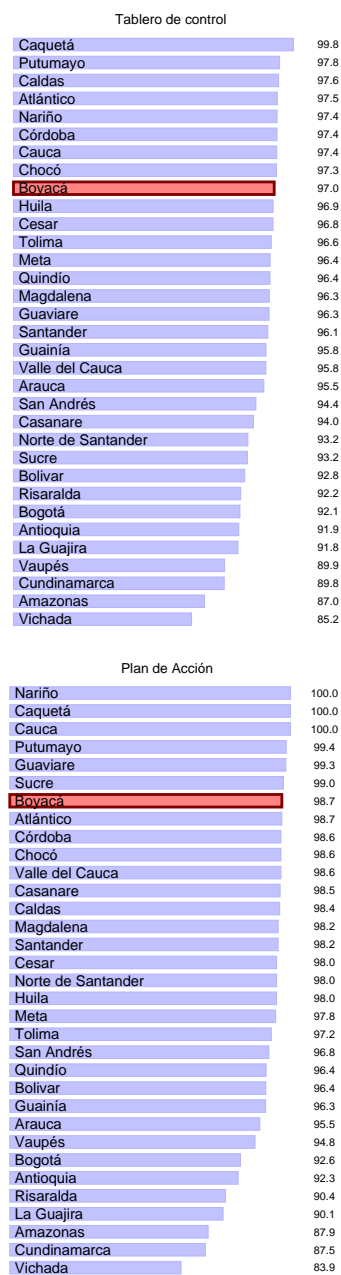 Tablero de control
Caquetá 99.8
Putumayo 97.8
Caldas 97.6
Atlántico 97.5
Nariño 97.4
Córdoba 97.4
Cauca 97.4
Chocó 97.3
Boyacá 97.0
Huila 96.9
Cesar 96.8
Tolima 96.6
Meta 96.4
Quindío 96.4
Magdalena 96.3
Guaviare 96.3
Santander 96.1
Guainía 95.8
Valle del Cauca 95.8
Arauca 95.5
San Andrés 94.4
Casanare 94.0
Norte de Santander 93.2
Sucre 93.2
Bolivar 92.8
Risaralda 92.2
Bogotá 92.1
Antioquia 91.9
La Guajira 91.8
Vaupés 89.9
Cundinamarca 89.8
Amazonas 87.0
Vichada 85.2
Plan de Acción
Nariño 100.0
Caquetá 100.0
Cauca 100.0
Putumayo 99.4
Guaviare 99.3
Sucre 99.0
Boyacá 98.7
Atlántico 98.7
Córdoba 98.6
Chocó 98.6
Valle del Cauca 98.6
Casanare 98.5
Caldas 98.4
Magdalena 98.2
Santander 98.2
Cesar 98.0
Norte de Santander 98.0
Huila 98.0
Meta 97.8
Tolima 97.2
San Andrés 96.8
Quindío 96.4
Bolivar 96.4
Guainía 96.3
Arauca 95.5
Vaupés 94.8
Bogotá 92.6
Antioquia 92.3
Risaralda 90.4
La Guajira 90.1
Amazonas 87.9
Cundinamarca 87.5
Vichada 83.9